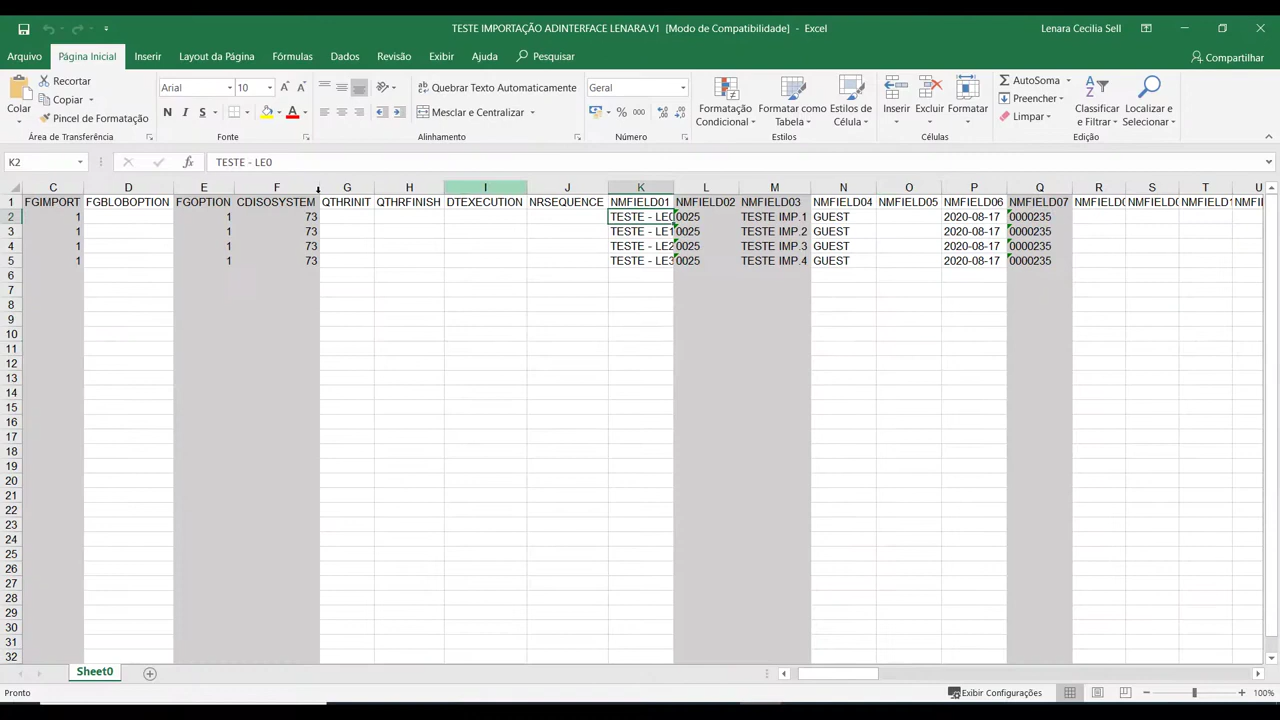 TESTE IMPORTAÇÃO ADINTERFACE LENARA.V1 [Modo de Compatibilidade] - Excel Lenara Cecilia Sell
Arquivo Página Inicial Inserir Layout da Página Fórmulas Dados Revisão Exibir Ajuda Pesquisar Compartilhar
Colar Recortar Copiar Pincel de Formatação
Arial 10 Quebrar Texto Automaticamente Geral
N I S A Mesclar e Centralizar % 000
Formatação Condicional Formatar como Tabela Estilos de Célula Inserir Excluir Formatar
AutoSoma Preencher Limpar Classificar e Filtrar Localizar e Selecionar
Área de Transferência Fonte Alinhamento Número Estilos Células Edição
K2 fx TESTE - LE0
C D E F G H I J K L M N O P Q R S T U
1 FGIMPORT FGBLOBOPTION FGOPTION CDISOSYSTEM QTHRINIT QTHRFINISH DTEXECUTION NRSEQUENCE NMFIELD01 NMFIELD02 NMFIELD03 NMFIELD04 NMFIELD05 NMFIELD06 NMFIELD07 NMFIELD0 NMFIELD0 NMFIELD1 NMFI
2 1 1 73 TESTE - LE0 0025 TESTE IMP.1 GUEST 2020-08-17 0000235
3 1 1 73 TESTE - LE1 0025 TESTE IMP.2 GUEST 2020-08-17 0000235
4 1 1 73 TESTE - LE2 0025 TESTE IMP.3 GUEST 2020-08-17 0000235
5 1 1 73 TESTE - LE3 0025 TESTE IMP.4 GUEST 2020-08-17 0000235
6
7
8
9
10
11
12
13
14
15
16
17
18
19
20
21
22
23
24
25
26
27
28
29
30
31
32
Sheet0
Pronto Exibir Configurações 100%